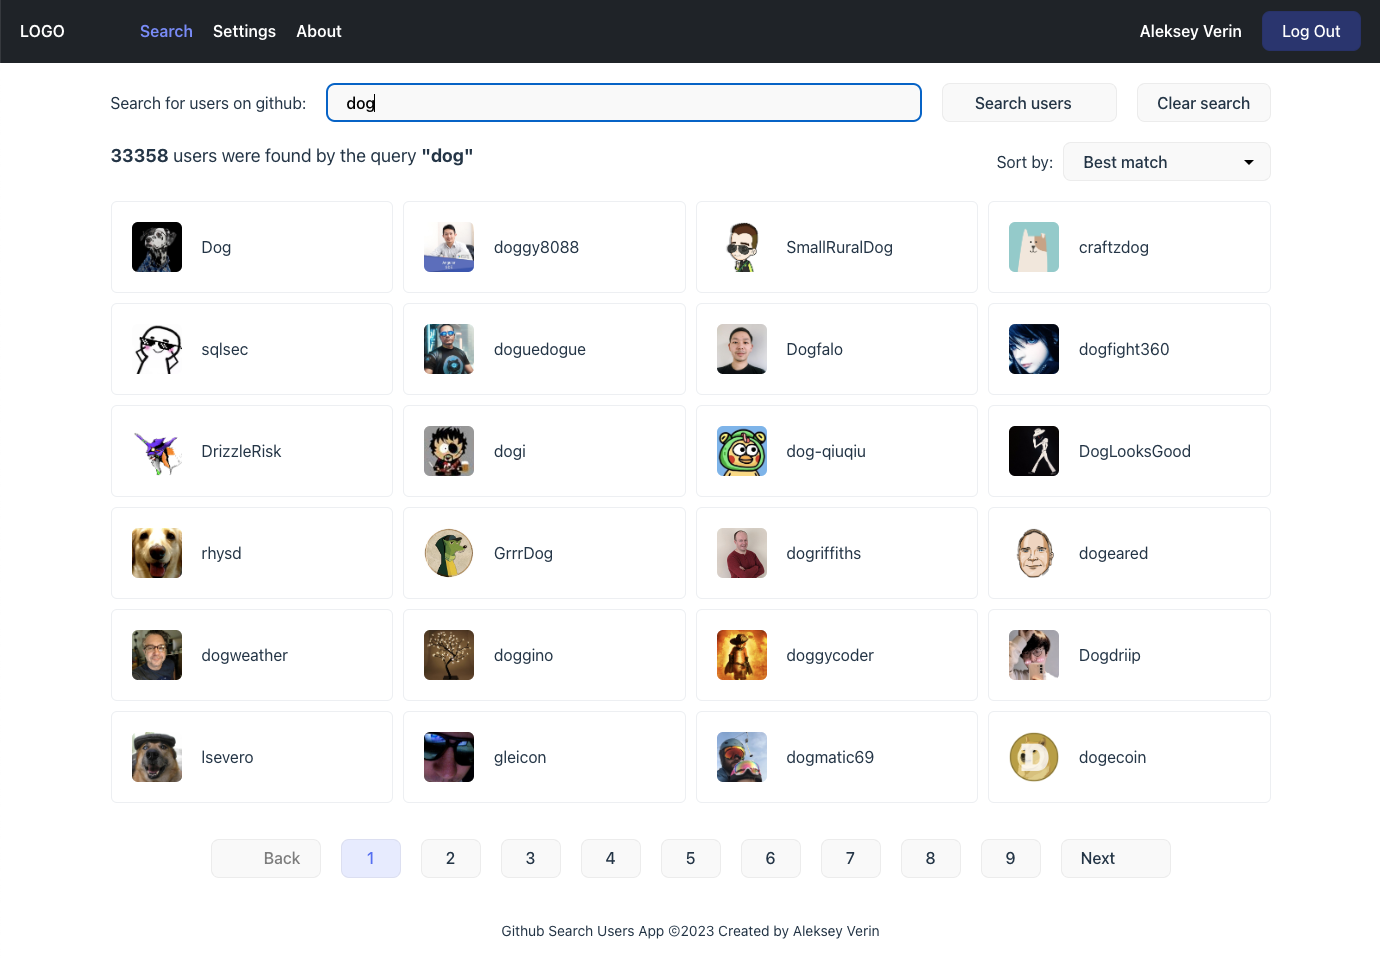 LOGO Search Settings About Aleksey Verin Log Out
Search for users on github: dog Search users Clear search
33358 users were found by the query "dog"
Sort by: Best match
Dog doggy8088 SmallRuralDog craftzdog
sqlsec doguedogue Dogfalo dogfight360
DrizzleRisk dogi dog-qiuqiu DogLooksGood
rhysd GrrrDog dogriffiths dogeared
dogweather doggino doggycoder Dogdriip
lsevero gleicon dogmatic69 dogecoin
Back 1 2 3 4 5 6 7 8 9 Next
Github Search Users App ©2023 Created by Aleksey Verin